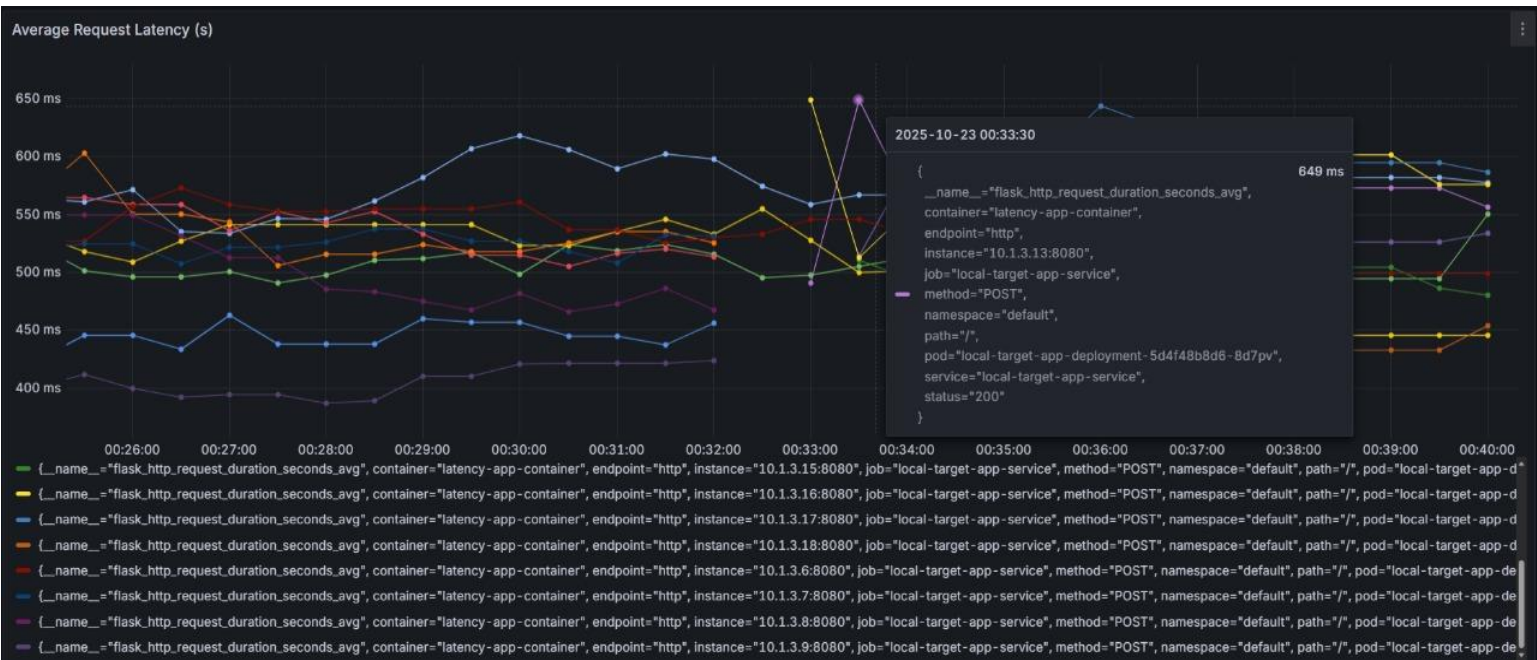 Average Request Latency (s)
650 ms
600 ms
550 ms
500 ms
450 ms
400 ms
2025-10-23 00:33:30
{ 649 ms
__name__="flask_http_request_duration_seconds_avg",
container="latency-app-container",
endpoint="http",
instance="10.1.3.13:8080",
job="local-target-app-service",
method="POST",
namespace="default",
path="/",
pod="local-target-app-deployment-5d4f48b8d6-8d7pv",
service="local-target-app-service",
status="200"
}
00:26:00 00:27:00 00:28:00 00:29:00 00:30:00 00:31:00 00:32:00 00:33:00 00:34:00 00:35:00 00:36:00 00:37:00 00:38:00 00:39:00 00:40:00
{__name__="flask_http_request_duration_seconds_avg", container="latency-app-container", endpoint="http", instance="10.1.3.15:8080", job="local-target-app-service", method="POST", namespace="default", path="/", pod="local-target-app-d
{__name__="flask_http_request_duration_seconds_avg", container="latency-app-container", endpoint="http", instance="10.1.3.16:8080", job="local-target-app-service", method="POST", namespace="default", path="/", pod="local-target-app-d
{__name__="flask_http_request_duration_seconds_avg", container="latency-app-container", endpoint="http", instance="10.1.3.17:8080", job="local-target-app-service", method="POST", namespace="default", path="/", pod="local-target-app-d
{__name__="flask_http_request_duration_seconds_avg", container="latency-app-container", endpoint="http", instance="10.1.3.18:8080", job="local-target-app-service", method="POST", namespace="default", path="/", pod="local-target-app-d
{__name__="flask_http_request_duration_seconds_avg", container="latency-app-container", endpoint="http", instance="10.1.3.6:8080", job="local-target-app-service", method="POST", namespace="default", path="/", pod="local-target-app-de
{__name__="flask_http_request_duration_seconds_avg", container="latency-app-container", endpoint="http", instance="10.1.3.7:8080", job="local-target-app-service", method="POST", namespace="default", path="/", pod="local-target-app-de
{__name__="flask_http_request_duration_seconds_avg", container="latency-app-container", endpoint="http", instance="10.1.3.8:8080", job="local-target-app-service", method="POST", namespace="default", path="/", pod="local-target-app-de
{__name__="flask_http_request_duration_seconds_avg", container="latency-app-container", endpoint="http", instance="10.1.3.9:8080", job="local-target-app-service", method="POST", namespace="default", path="/", pod="local-target-app-de